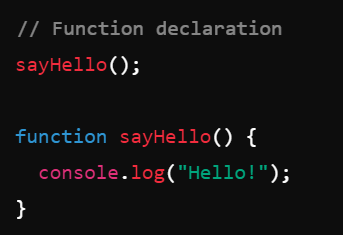 // Function declaration
sayHello();

function sayHello() {
  console.log("Hello!");
}